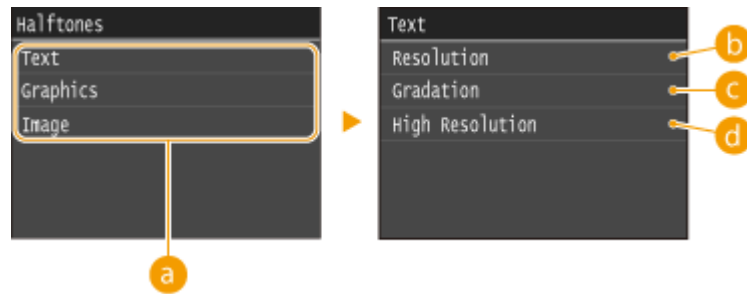 Halftones
Text
Graphics
Image
a
Text
Resolution
Gradation
High Resolution
b
c
d